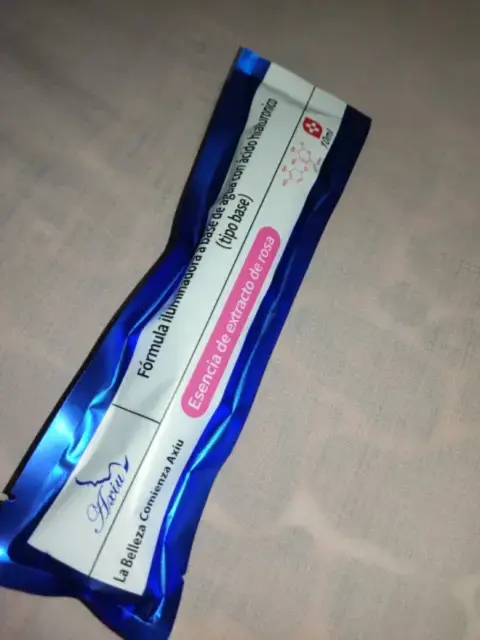 Fórmula iluminadora a base de agua con ácido hialuronico
(tipo base)
10ml
Esencia de extracto de rosa
Axiu
La Belleza Comienza Axiu